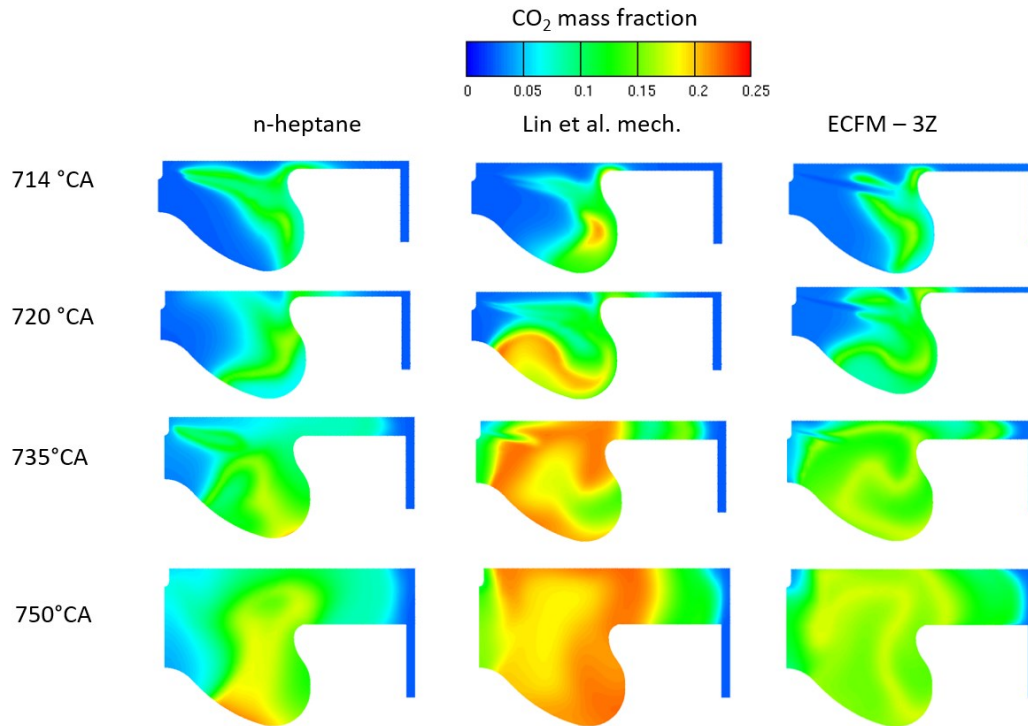 CO₂ mass fraction
0 0.05 0.1 0.15 0.2 0.25
n-heptane Lin et al. mech. ECFM – 3Z
714 °CA
720 °CA
735°CA
750°CA